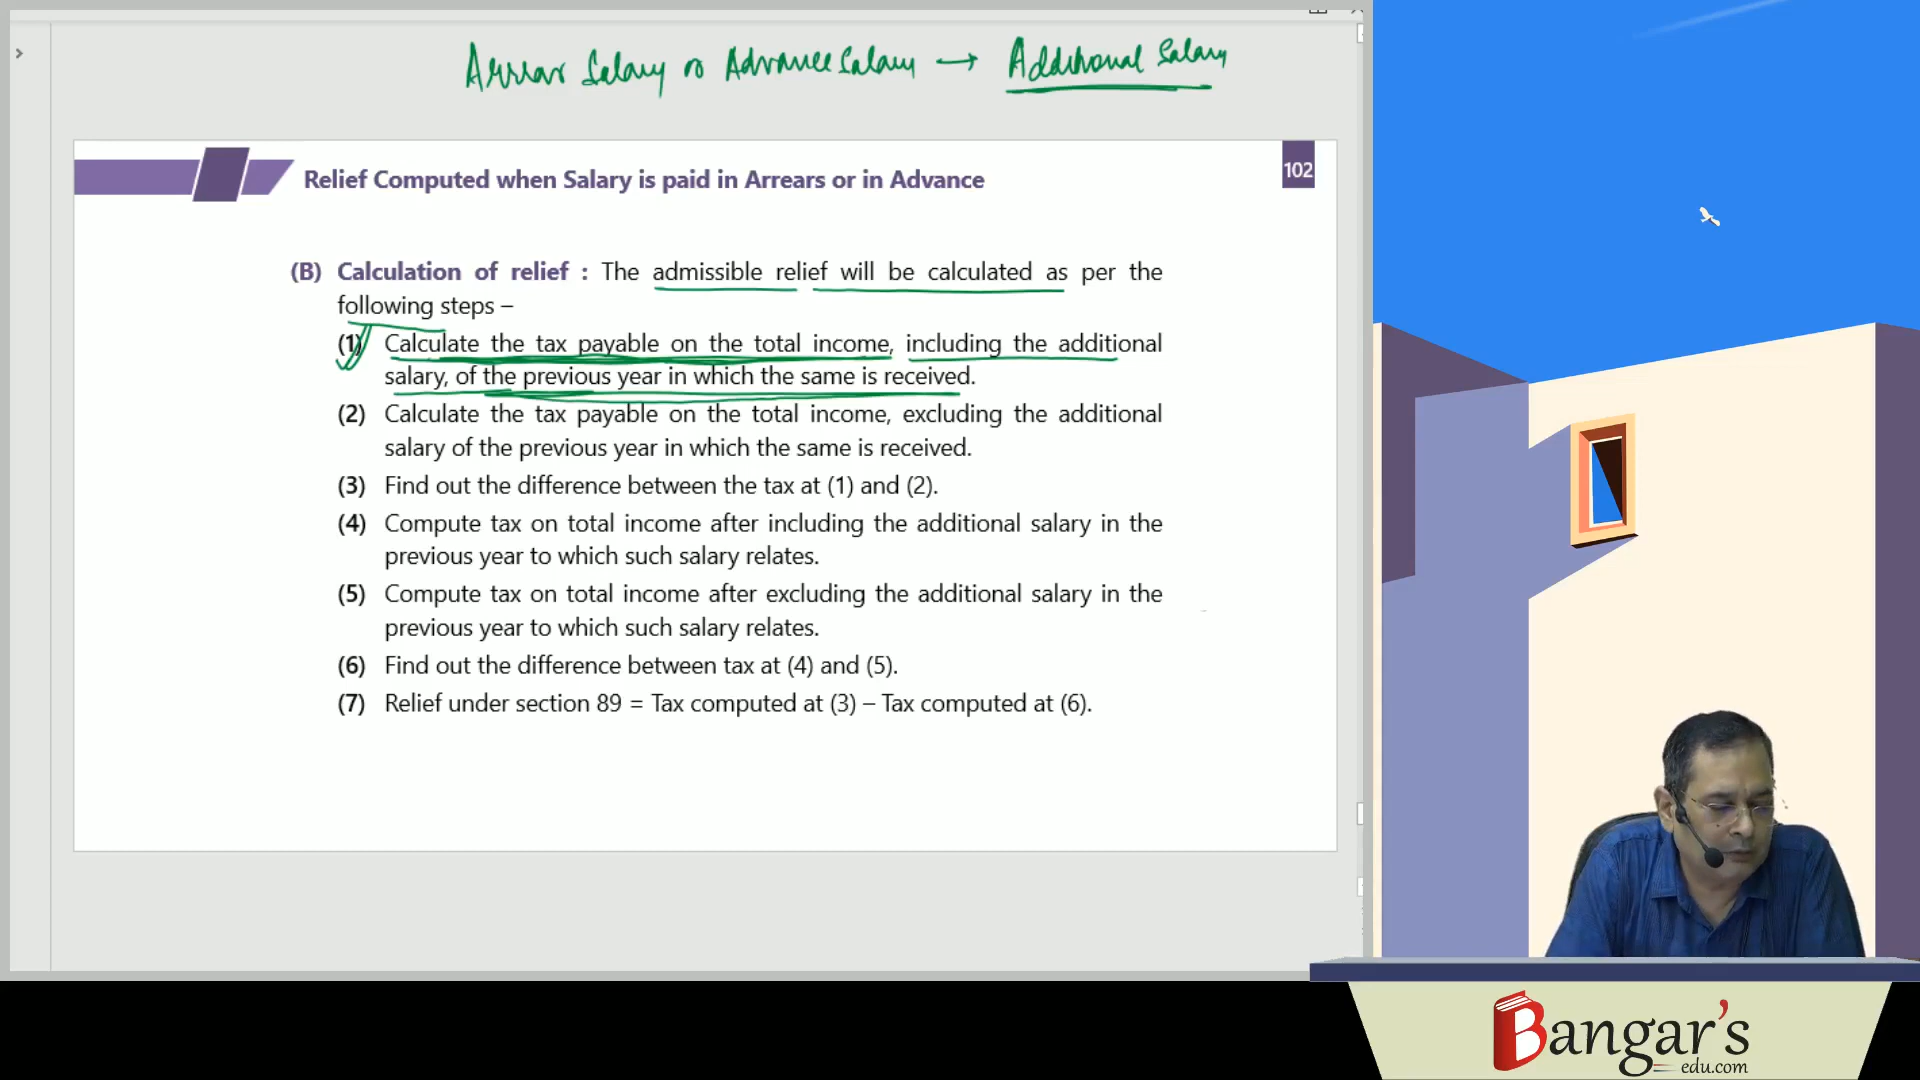 Arrear Salary or Advance Salary → Additional Salary
Relief Computed when Salary is paid in Arrears or in Advance
102
(B) Calculation of relief : The admissible relief will be calculated as per the
following steps –
(1) Calculate the tax payable on the total income, including the additional
salary, of the previous year in which the same is received.
(2) Calculate the tax payable on the total income, excluding the additional
salary of the previous year in which the same is received.
(3) Find out the difference between the tax at (1) and (2).
(4) Compute tax on total income after including the additional salary in the
previous year to which such salary relates.
(5) Compute tax on total income after excluding the additional salary in the
previous year to which such salary relates.
(6) Find out the difference between tax at (4) and (5).
(7) Relief under section 89 = Tax computed at (3) – Tax computed at (6).
Bangar's
edu.com